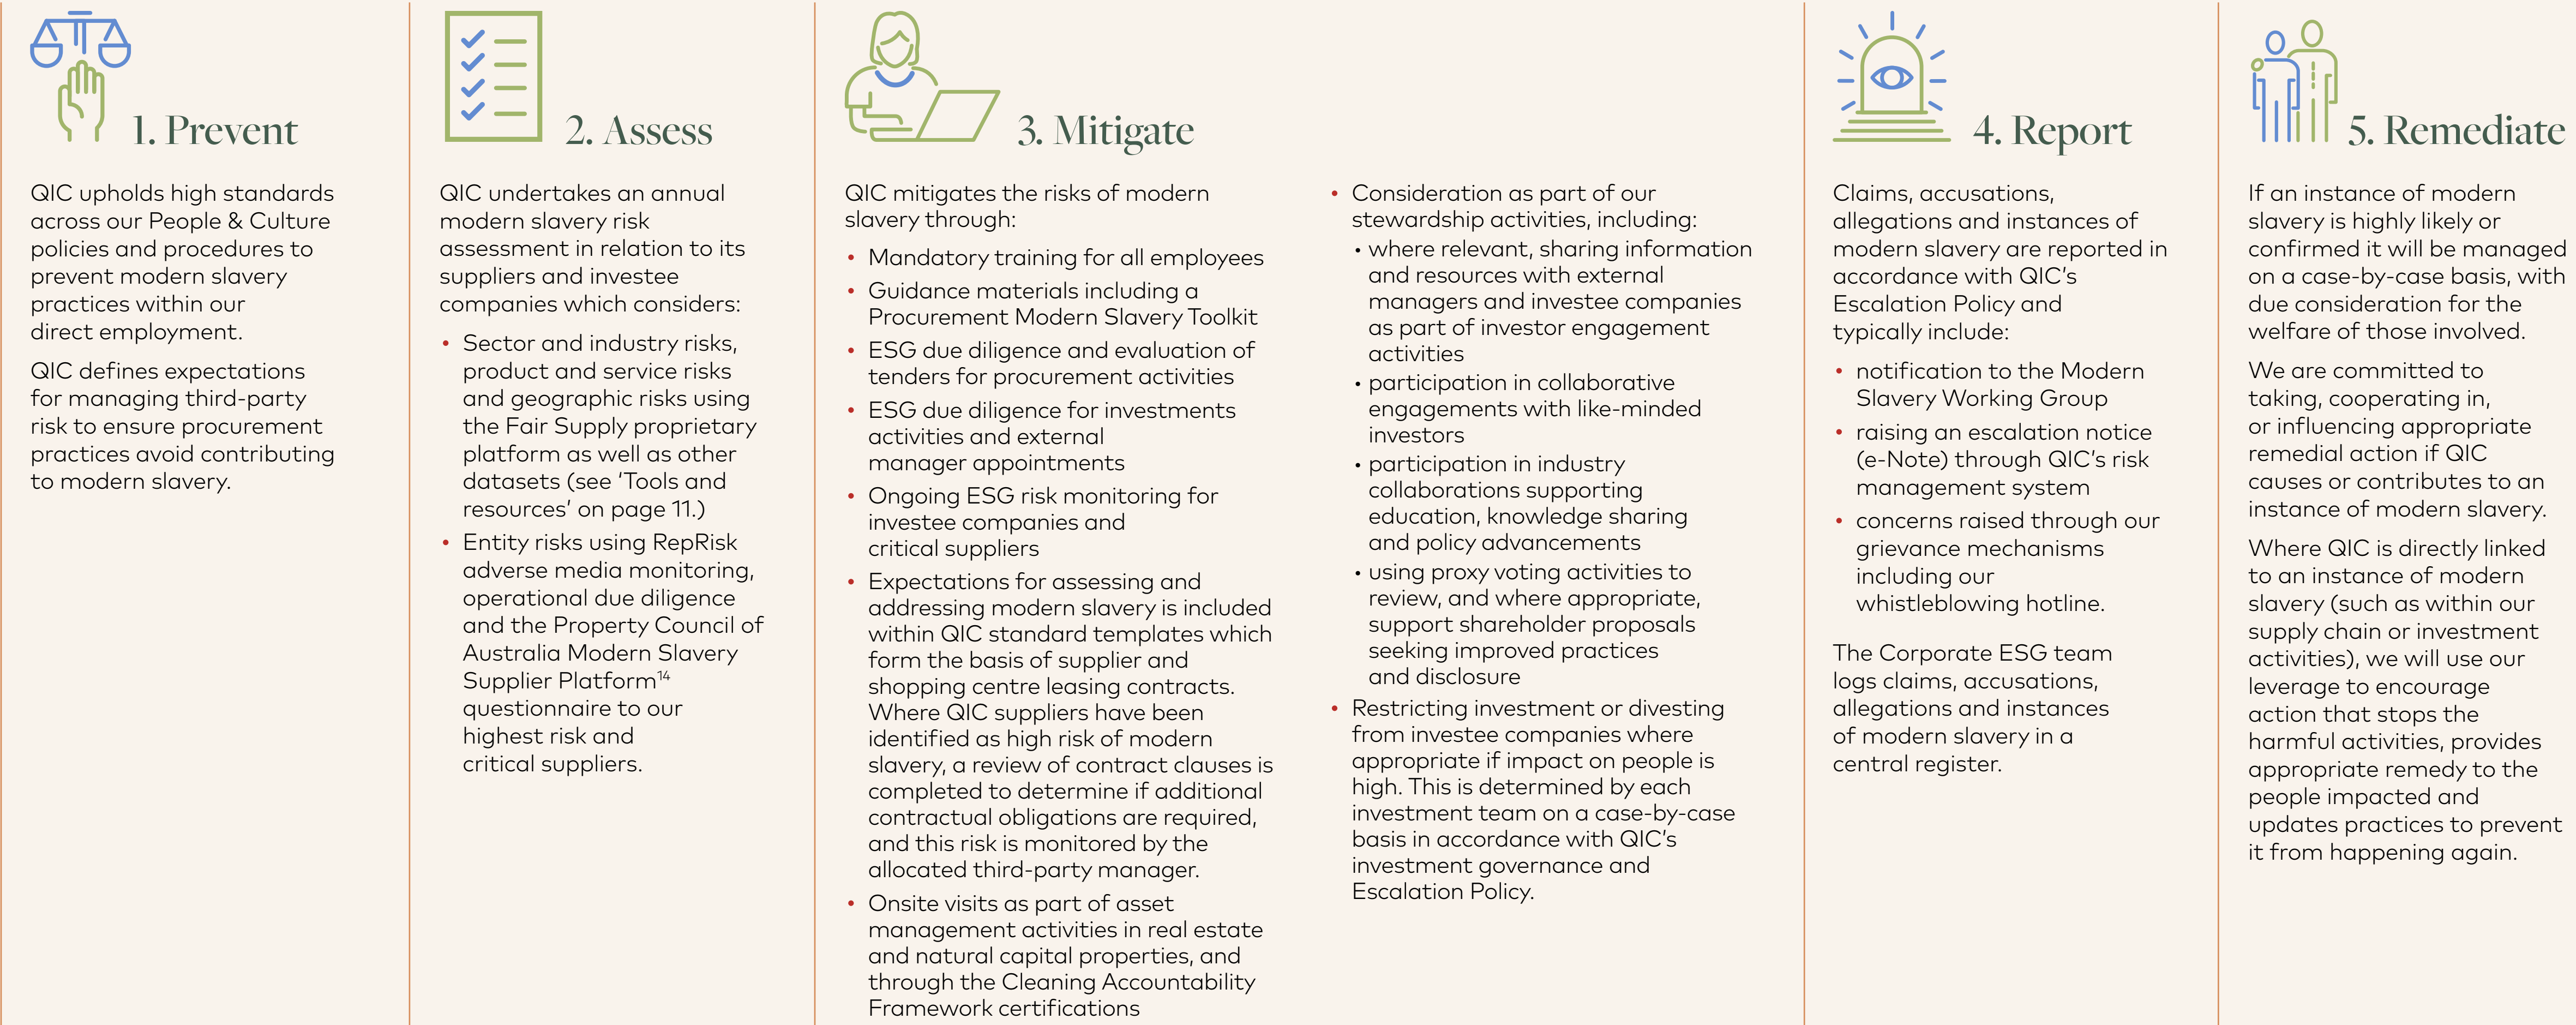 1. Prevent
QIC upholds high standards
across our People & Culture
policies and procedures to
prevent modern slavery
practices within our
direct employment.
QIC defines expectations
for managing third-party
risk to ensure procurement
practices avoid contributing
to modern slavery.
2. Assess
QIC undertakes an annual
modern slavery risk
assessment in relation to its
suppliers and investee
companies which considers:
• Sector and industry risks,
product and service risks
and geographic risks using
the Fair Supply proprietary
platform as well as other
datasets (see ‘Tools and
resources’ on page 11.)
• Entity risks using RepRisk
adverse media monitoring,
operational due diligence
and the Property Council of
Australia Modern Slavery
Supplier Platform¹⁴
questionnaire to our
highest risk and
critical suppliers.
3. Mitigate
QIC mitigates the risks of modern
slavery through:
• Mandatory training for all employees
• Guidance materials including a
Procurement Modern Slavery Toolkit
• ESG due diligence and evaluation of
tenders for procurement activities
• ESG due diligence for investments
activities and external
manager appointments
• Ongoing ESG risk monitoring for
investee companies and
critical suppliers
• Expectations for assessing and
addressing modern slavery is included
within QIC standard templates which
form the basis of supplier and
shopping centre leasing contracts.
Where QIC suppliers have been
identified as high risk of modern
slavery, a review of contract clauses is
completed to determine if additional
contractual obligations are required,
and this risk is monitored by the
allocated third-party manager.
• Onsite visits as part of asset
management activities in real estate
and natural capital properties, and
through the Cleaning Accountability
Framework certifications
• Consideration as part of our
stewardship activities, including:
• where relevant, sharing information
and resources with external
managers and investee companies
as part of investor engagement
activities
• participation in collaborative
engagements with like-minded
investors
• participation in industry
collaborations supporting
education, knowledge sharing
and policy advancements
• using proxy voting activities to
review, and where appropriate,
support shareholder proposals
seeking improved practices
and disclosure
• Restricting investment or divesting
from investee companies where
appropriate if impact on people is
high. This is determined by each
investment team on a case-by-case
basis in accordance with QIC’s
investment governance and
Escalation Policy.
4. Report
Claims, accusations,
allegations and instances of
modern slavery are reported in
accordance with QIC’s
Escalation Policy and
typically include:
• notification to the Modern
Slavery Working Group
• raising an escalation notice
(e-Note) through QIC’s risk
management system
• concerns raised through our
grievance mechanisms
including our
whistleblowing hotline.
The Corporate ESG team
logs claims, accusations,
allegations and instances
of modern slavery in a
central register.
5. Remediate
If an instance of modern
slavery is highly likely or
confirmed it will be managed
on a case-by-case basis, with
due consideration for the
welfare of those involved.
We are committed to
taking, cooperating in,
or influencing appropriate
remedial action if QIC
causes or contributes to an
instance of modern slavery.
Where QIC is directly linked
to an instance of modern
slavery (such as within our
supply chain or investment
activities), we will use our
leverage to encourage
action that stops the
harmful activities, provides
appropriate remedy to the
people impacted and
updates practices to prevent
it from happening again.